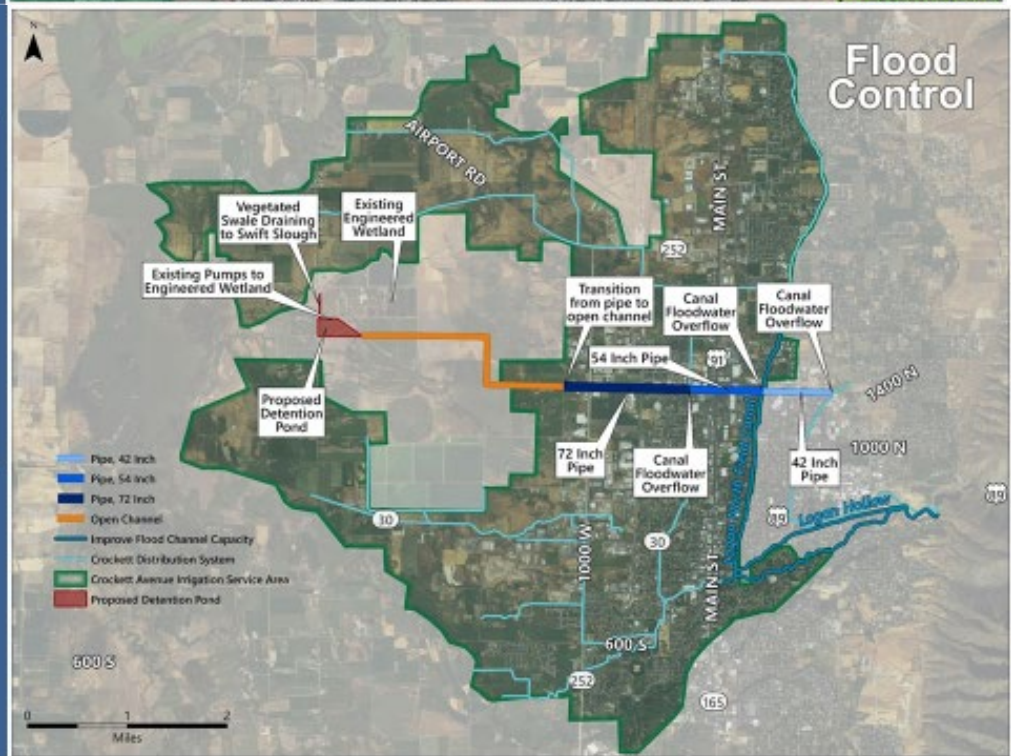 N
Flood
Control
AIRPORT RD
MAIN ST
Vegetated
Swale Draining
to Swift Slough
Existing
Engineered
Wetland
252
Existing Pumps to
Engineered Wetland
Transition
from pipe to
open channel
Canal
Floodwater
Overflow
Canal
Floodwater
Overflow
54 Inch Pipe
91
1400 N
Proposed
Detention
Pond
72 Inch
Pipe
Canal
Floodwater
Overflow
42 Inch
Pipe
1000 N
Pipe, 42 Inch
Pipe, 54 Inch
Pipe, 72 Inch
Open Channel
Improve Flood Channel Capacity
Crockett Distribution System
Crockett Avenue Irrigation Service Area
Proposed Detention Pond
89
89
Logan Hollow
30
30
1000 W
MAIN ST
600 S
600 S
252
165
0 1 2
Miles